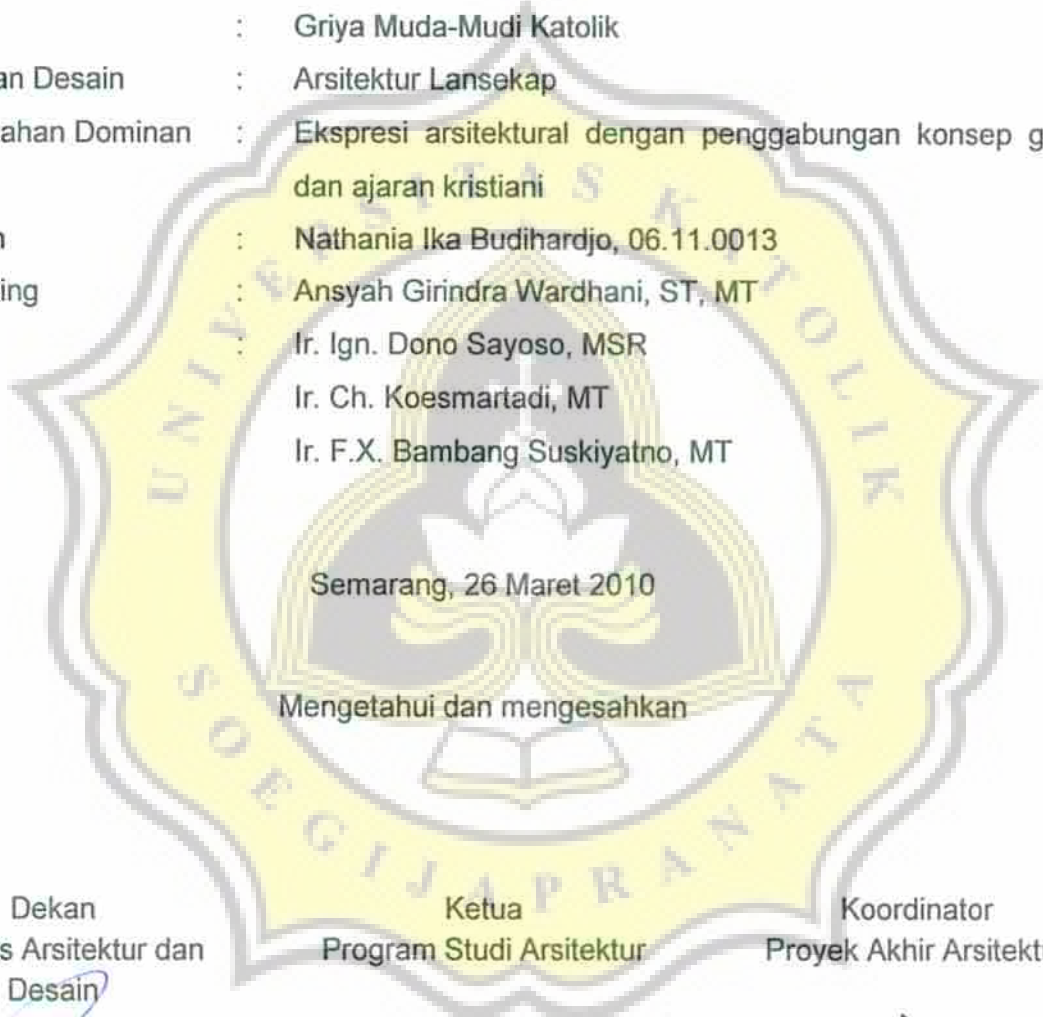 : Griya Muda-Mudi Katolik
an Desain : Arsitektur Lansekap
ahan Dominan : Ekspresi arsitektural dengan penggabungan konsep g
dan ajaran kristiani
: Nathania Ika Budihardjo, 06.11.0013
ing : Ansyah Girindra Wardhani, ST, MT
: Ir. Ign. Dono Sayoso, MSR
Ir. Ch. Koesmartadi, MT
Ir. F.X. Bambang Suskiyatno, MT
UNIVERSITAS KATOLIK
SOEGIJAPRANATA
Semarang, 26 Maret 2010
Mengetahui dan mengesahkan
Dekan Ketua Koordinator
s Arsitektur dan Program Studi Arsitektur Proyek Akhir Arsitekt
Desain